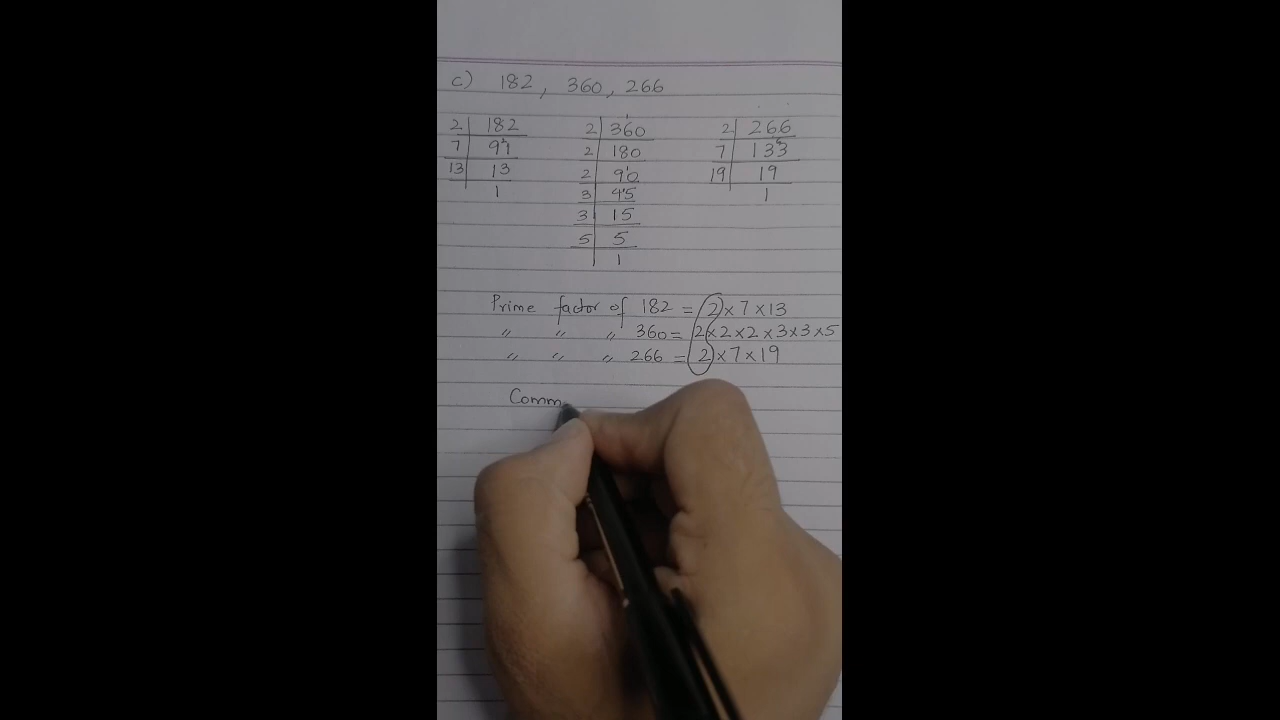 c) 182, 360, 266
2 182 2 360 2 266
7 91 2 180 7 133
13 13 2 90 19 19
1 3 45 1
3 15
5 5
1
Prime factor of 182 = 2 × 7 × 13
〃 〃 〃 360 = 2 × 2 × 2 × 3 × 3 × 5
〃 〃 〃 266 = 2 × 7 × 19
Comm